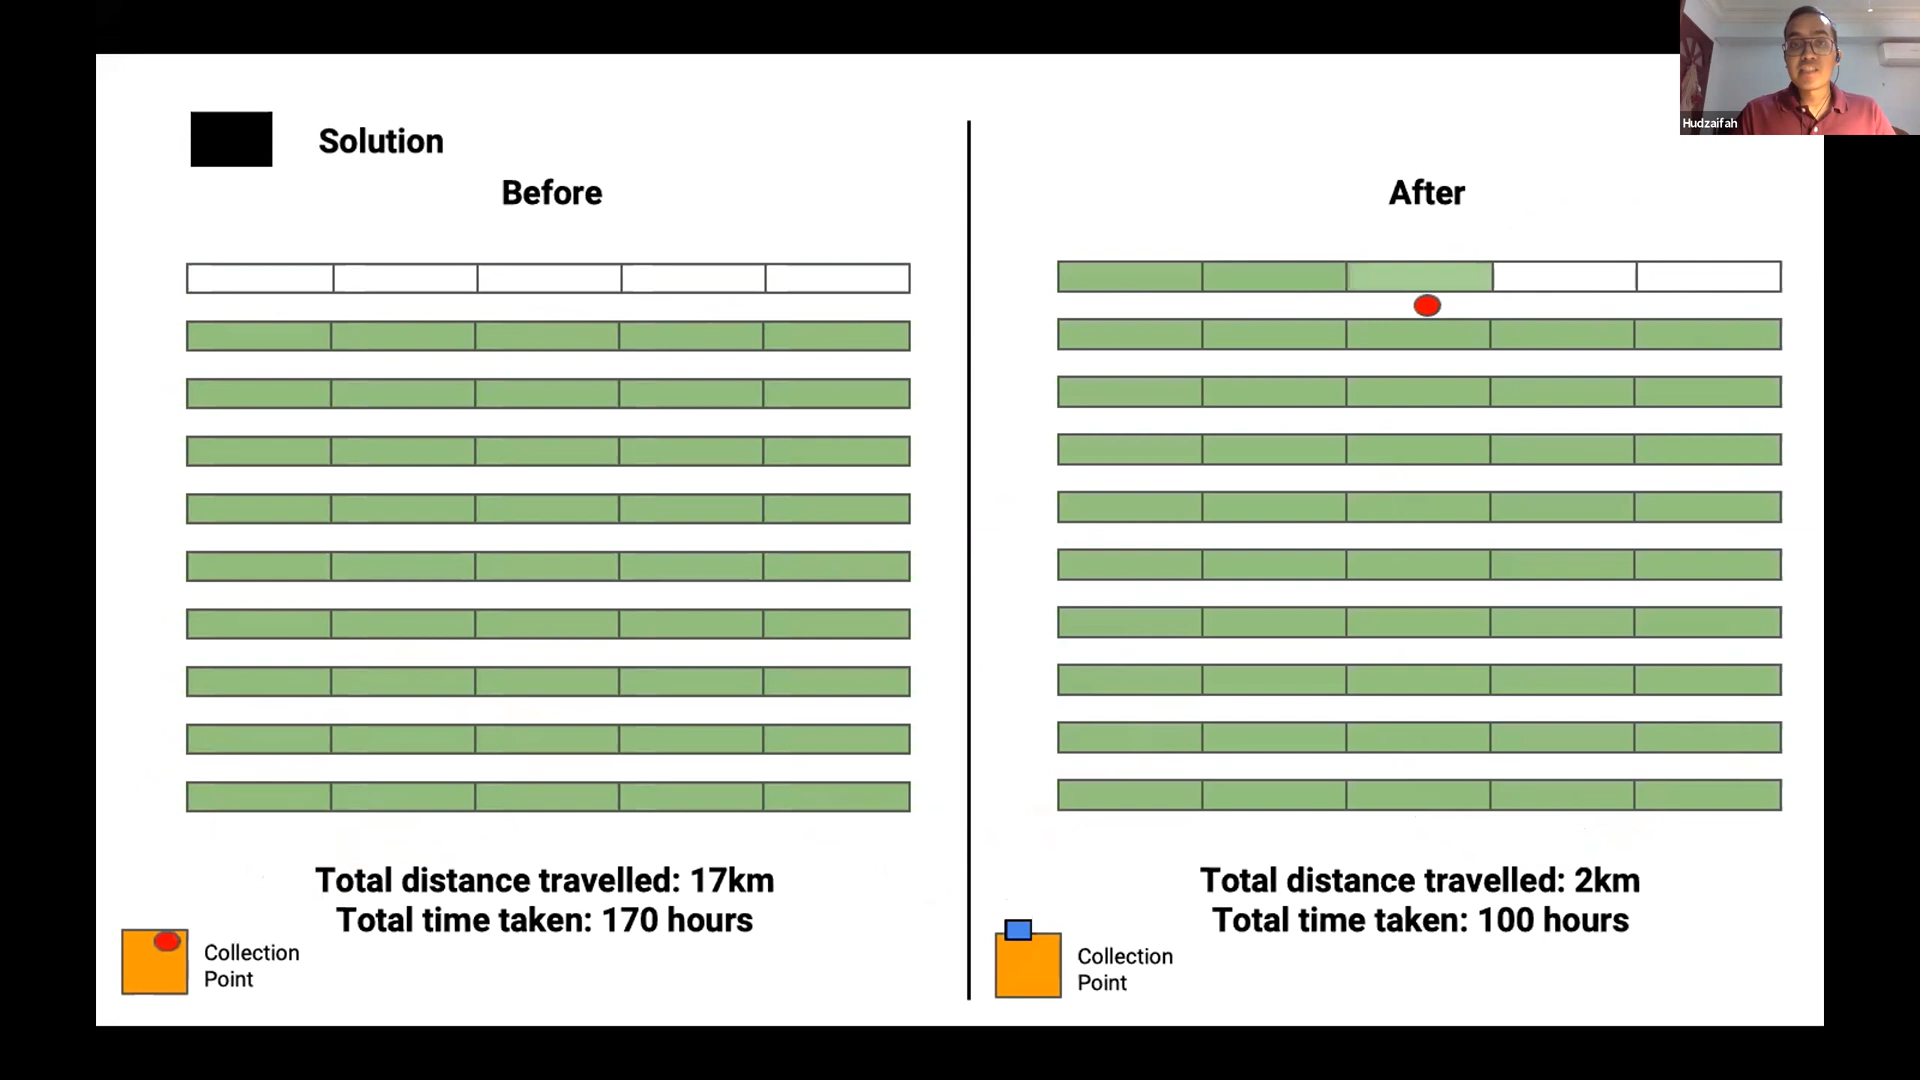 Hudzaifah
Solution
Before
After
Total distance travelled: 17km
Total time taken: 170 hours
Collection
Point
Total distance travelled: 2km
Total time taken: 100 hours
Collection
Point